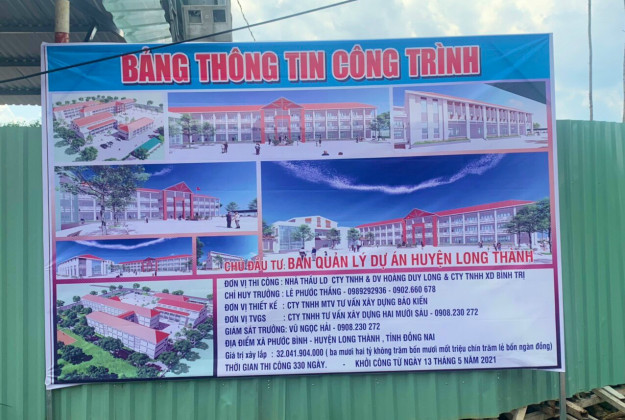 BẢNG THÔNG TIN CÔNG TRÌNH
CHỦ ĐẦU TƯ: BAN QUẢN LÝ DỰ ÁN HUYỆN LONG THÀNH
ĐƠN VỊ THI CÔNG : NHÀ THẦU LD CTY TNHH & DV HOÀNG DUY LONG & CTY TNHH XD BÌNH TRỊ
CHỈ HUY TRƯỞNG : LÊ PHƯỚC THẮNG - 0989292936 - 0902.660 678
ĐƠN VỊ THIẾT KẾ : CTY TNHH MTV TƯ VẤN XÂY DỰNG BẢO KIẾN
ĐƠN VỊ TVGS : CTY TNHH TƯ VẤN XÂY DỰNG HAI MƯƠI SÁU - 0908.230 272
GIÁM SÁT TRƯỞNG: VŨ NGỌC HẢI - 0908.230 272
ĐỊA ĐIỂM XÃ PHƯỚC BÌNH - HUYỆN LONG THÀNH , TỈNH ĐỒNG NAI
Giá trị xây lắp : 32.041.904.000 ( ba mươi hai tỷ không trăm bốn mươi mốt triệu chín trăm lẻ bốn ngàn đồng)
THỜI GIAN THI CÔNG 330 NGÀY. - KHỞI CÔNG TỪ NGÀY 13 THÁNG 5 NĂM 2021